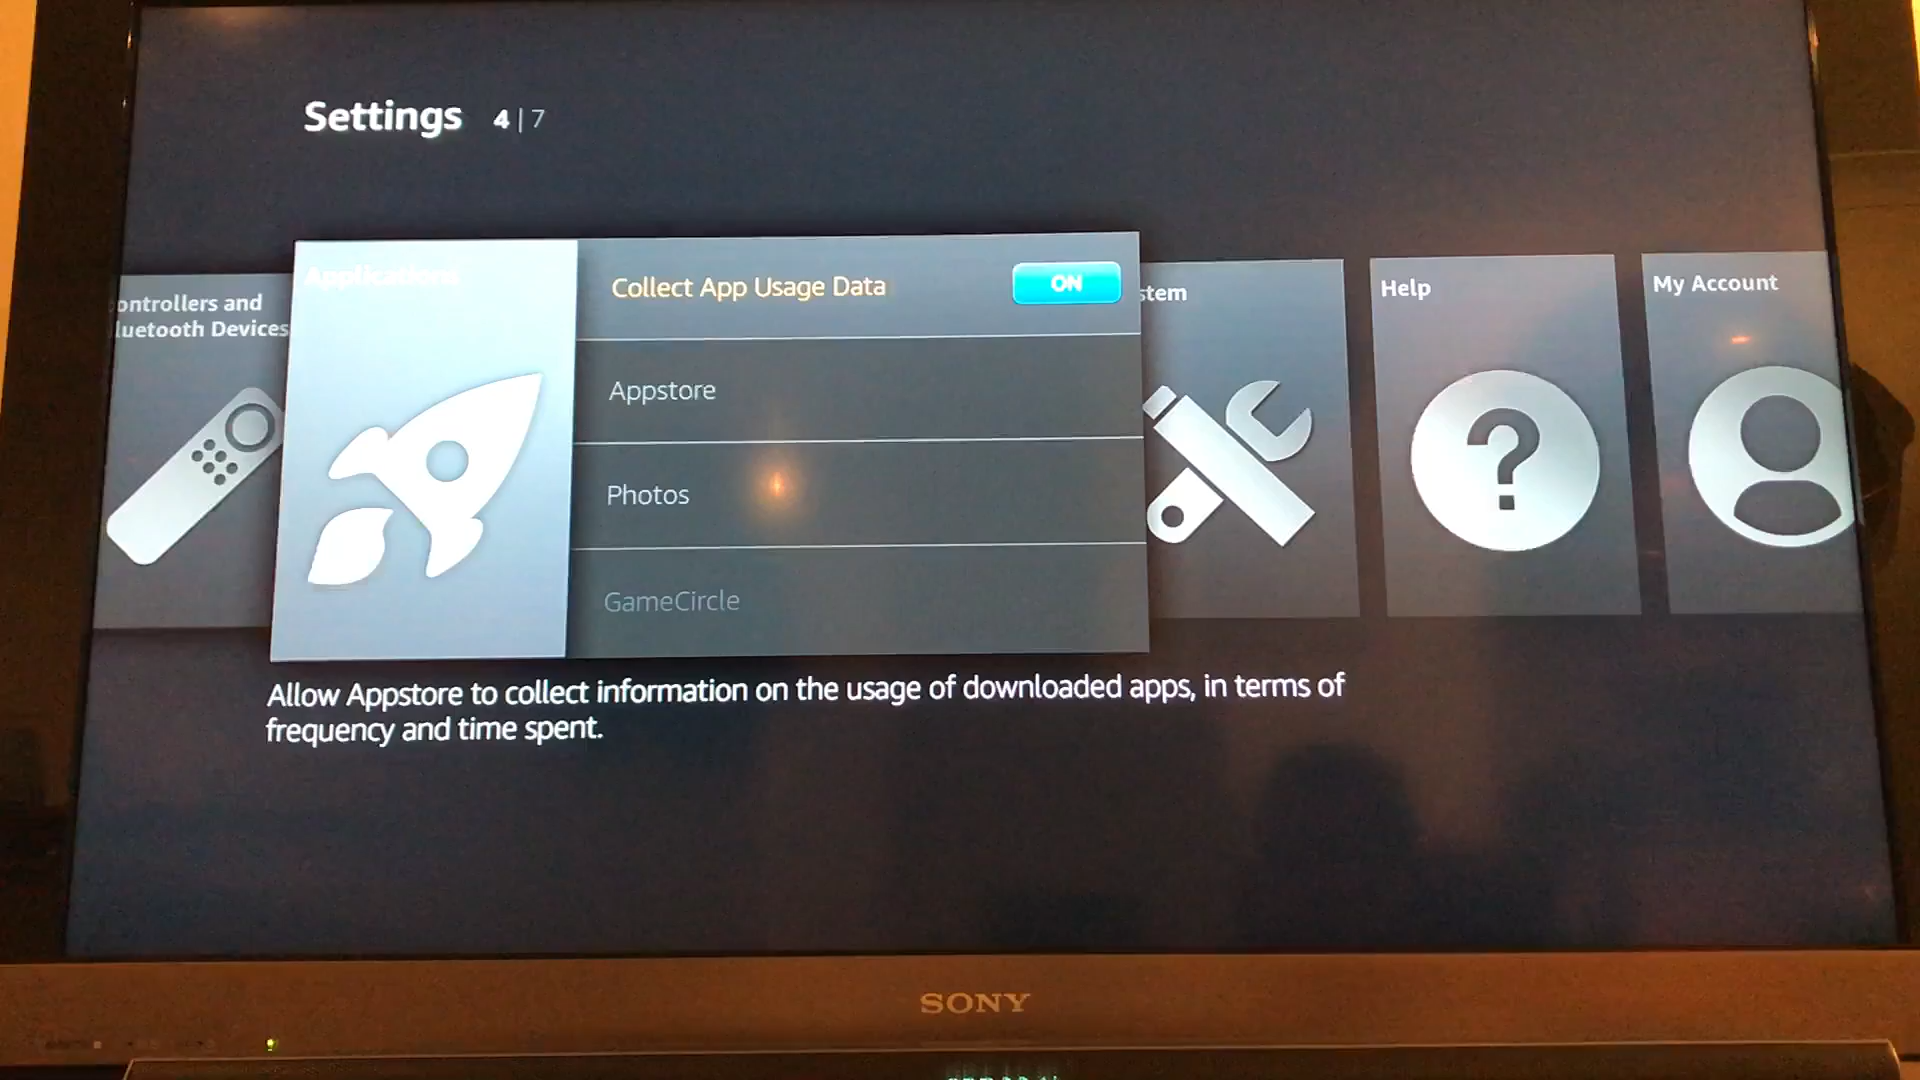 Settings 4 | 7
ontrollers and
luetooth Devices
Applications
Collect App Usage Data ON
Appstore
Photos
GameCircle
stem
Help
My Account
Allow Appstore to collect information on the usage of downloaded apps, in terms of
frequency and time spent.
SONY